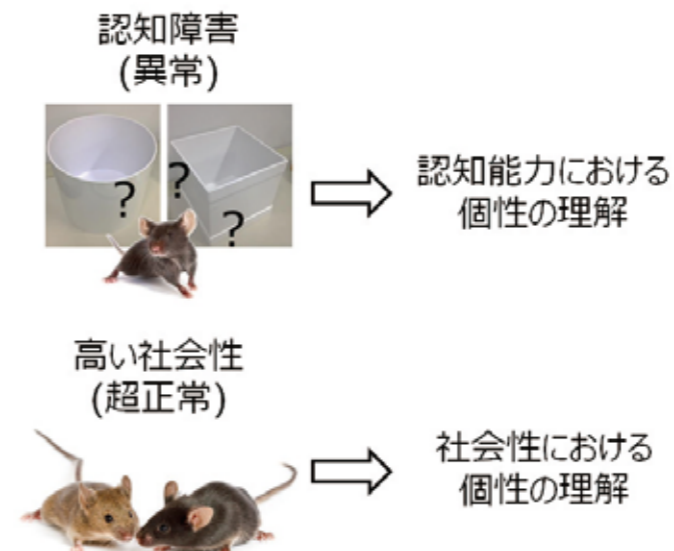 認知障害
(異常)
?
?
?
認知能力における
個性の理解
高い社会性
(超正常)
社会性における
個性の理解